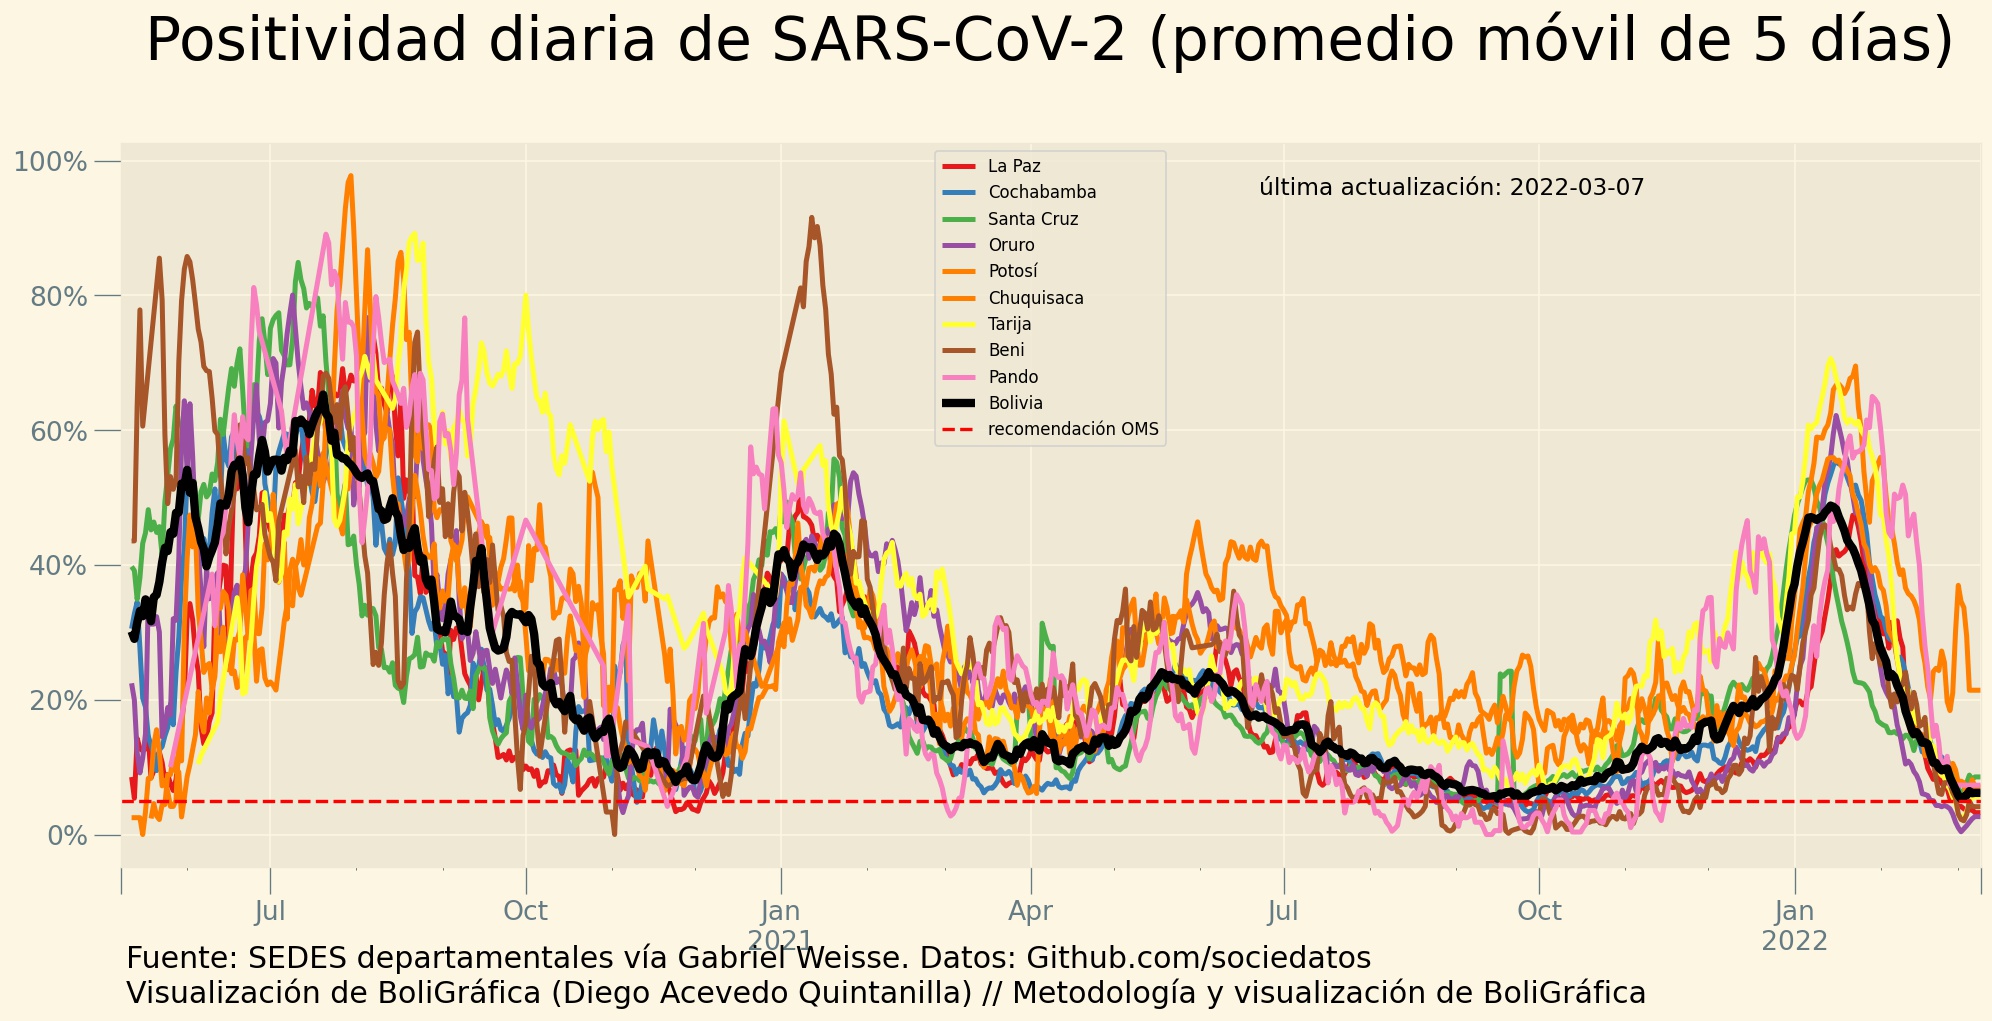 Positividad diaria de SARS-CoV-2 (promedio móvil de 5 días)
100%
80%
60%
40%
20%
0%
La Paz
Cochabamba
Santa Cruz
Oruro
Potosí
Chuquisaca
Tarija
Beni
Pando
Bolivia
recomendación OMS
última actualización: 2022-03-07
Jul
Oct
Jan
2021
Apr
Jul
Oct
Jan
2022
Fuente: SEDES departamentales vía Gabriel Weisse. Datos: Github.com/sociedatos
Visualización de BoliGráfica (Diego Acevedo Quintanilla) // Metodología y visualización de BoliGráfica